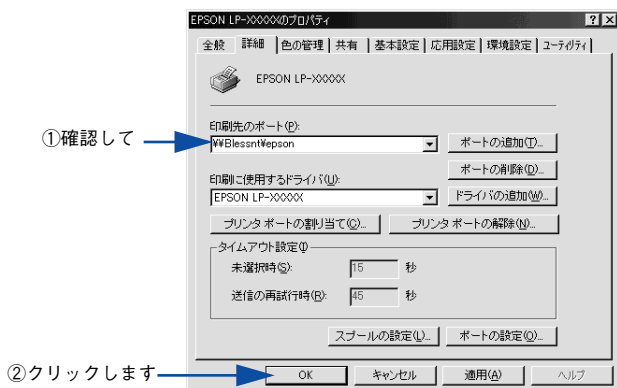 EPSON LP-XXXXXのプロパティ
? ×
全般 詳細 色の管理 共有 基本設定 応用設定 環境設定 ユーティリティ
EPSON LP-XXXXX
印刷先のポート(P):
①確認して ¥¥Blessnt¥epson ポートの追加(T)...
ポートの削除(D)...
印刷に使用するドライバ(U):
EPSON LP-XXXXX ドライバの追加(W)...
プリンタ ポートの割り当て(C)... プリンタ ポートの解除(N)...
タイムアウト設定①
未選択時(S): 15 秒
送信の再試行時(R): 45 秒
スプールの設定(L)... ポートの設定(O)...
②クリックします OK キャンセル 適用(A) ヘルプ